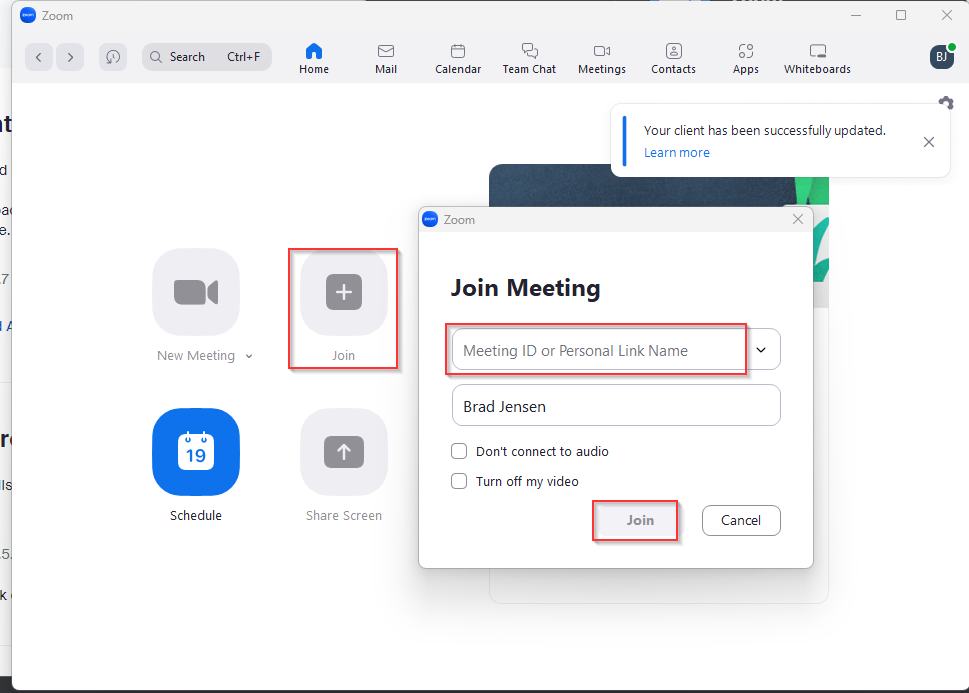 Zoom
Search Ctrl+F
Home
Mail
Calendar
Team Chat
Meetings
Contacts
Apps
Whiteboards
BJ
Your client has been successfully updated.
Learn more
New Meeting
Join
19
Schedule
Share Screen
zoom
Zoom
Join Meeting
Meeting ID or Personal Link Name
Brad Jensen
Don't connect to audio
Turn off my video
Join
Cancel